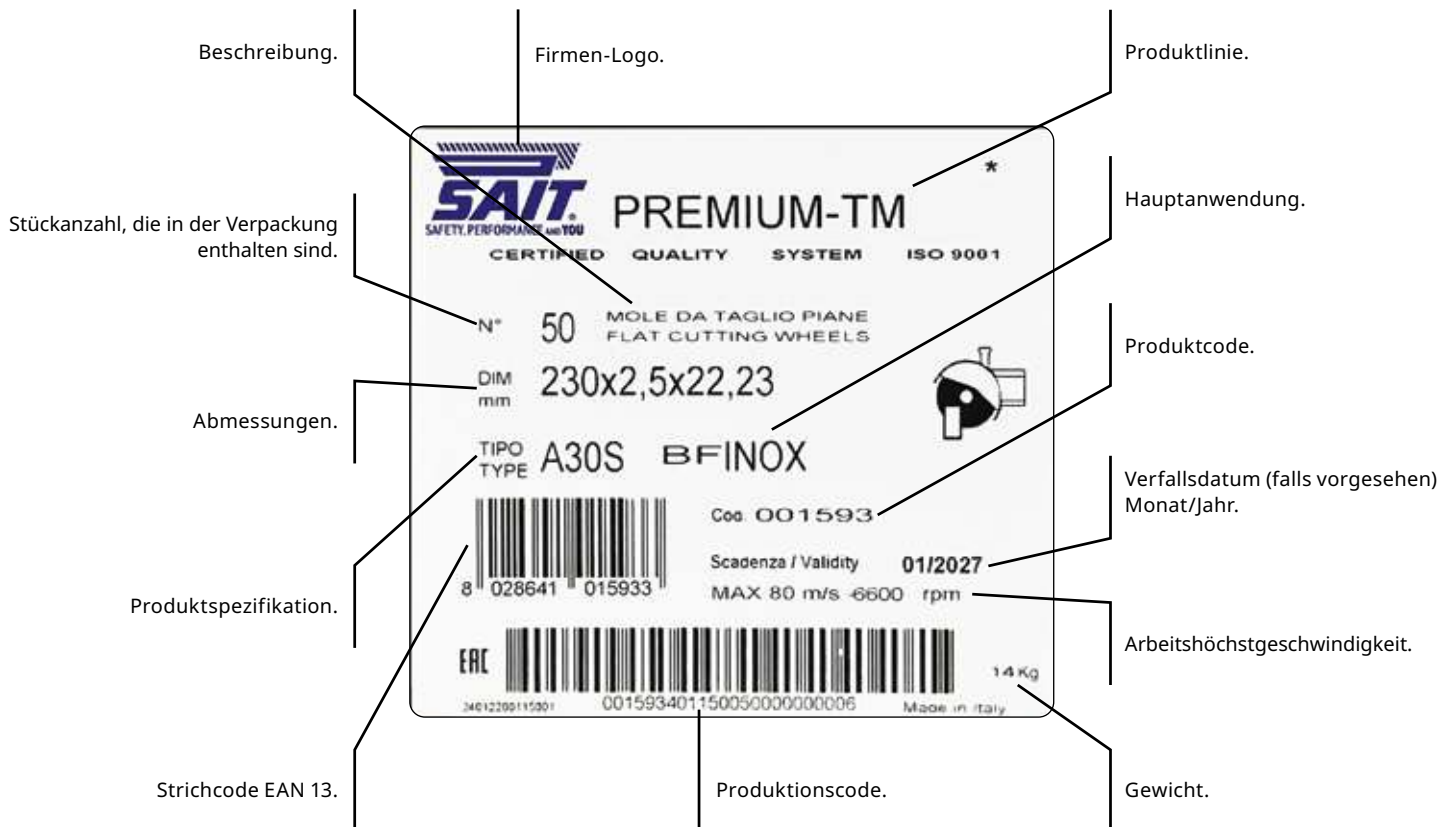 Beschreibung.
Firmen-Logo.
Produktlinie.
SAIT.
SAFETY, PERFORMANCE AND YOU
PREMIUM-TM
*
Hauptanwendung.
Stückanzahl, die in der Verpackung
enthalten sind.
CERTIFIED QUALITY SYSTEM ISO 9001
N° 50 MOLE DA TAGLIO PIANE
FLAT CUTTING WHEELS
Produktcode.
DIM
mm
230x2,5x22,23
Abmessungen.
TIPO
TYPE
A30S BFINOX
Verfallsdatum (falls vorgesehen)
Monat/Jahr.
Cod. 001593
Scadenza / Validity 01/2027
8 028641 015933
MAX 80 m/s -6600 rpm
Produktspezifikation.
Arbeitshöchstgeschwindigkeit.
EAC
14Kg
0015934011500500000000006
Made in Italy
Strichcode EAN 13.
Produktionscode.
Gewicht.